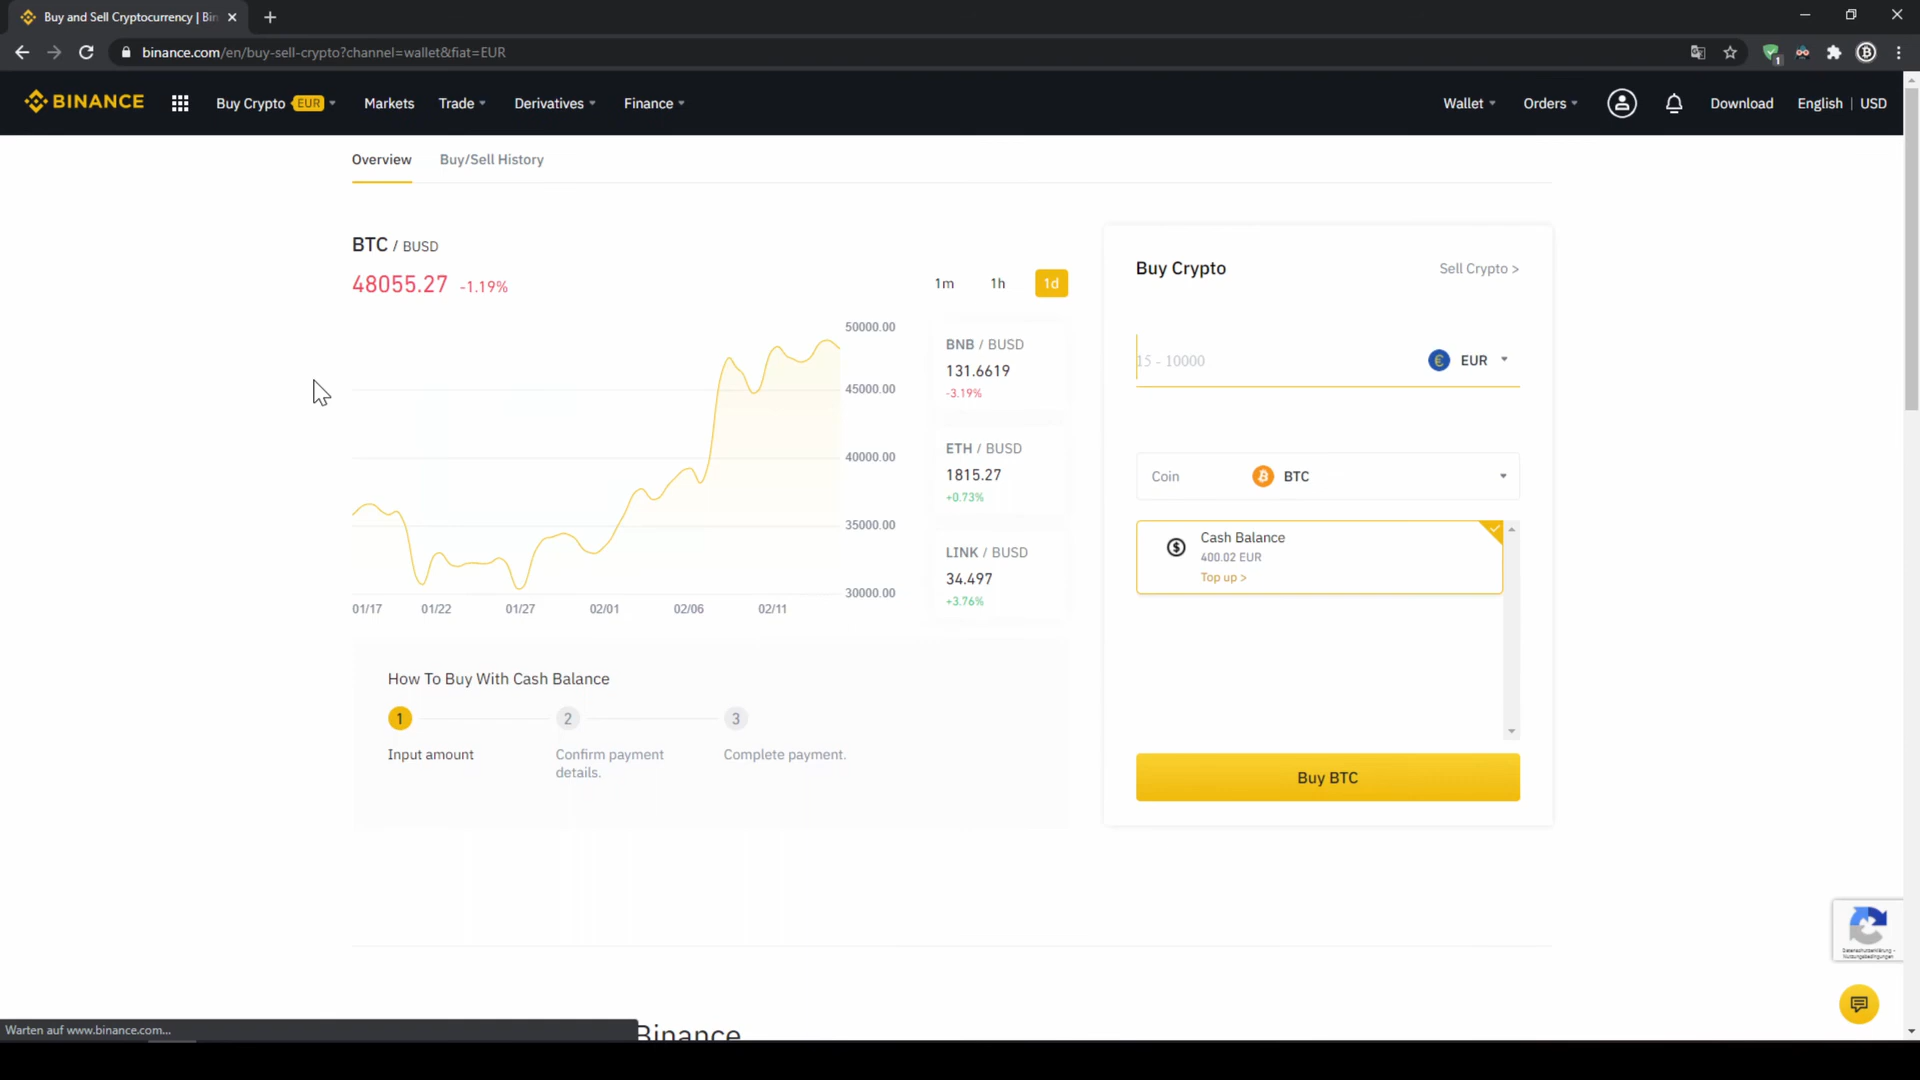 Buy and Sell Cryptocurrency | Bin
binance.com/en/buy-sell-crypto?channel=wallet&fiat=EUR
1
BINANCE
Buy Crypto EUR
Markets
Trade
Derivatives
Finance
Wallet
Orders
Download
English | USD
Overview
Buy/Sell History
BTC / BUSD
48055.27 -1.19%
1m
1h
1d
50000.00
45000.00
40000.00
35000.00
30000.00
01/17
01/22
01/27
02/01
02/06
02/11
BNB / BUSD
131.6619
-3.19%
ETH / BUSD
1815.27
+0.73%
LINK / BUSD
34.497
+3.76%
How To Buy With Cash Balance
1
2
3
Input amount
Confirm payment
details.
Complete payment.
Buy Crypto
Sell Crypto >
15 - 10000
EUR
Coin
BTC
Cash Balance
400.02 EUR
Top up >
Buy BTC
Datenschutzerklärung -
Nutzungsbedingungen
Warten auf www.binance.com...
Binance